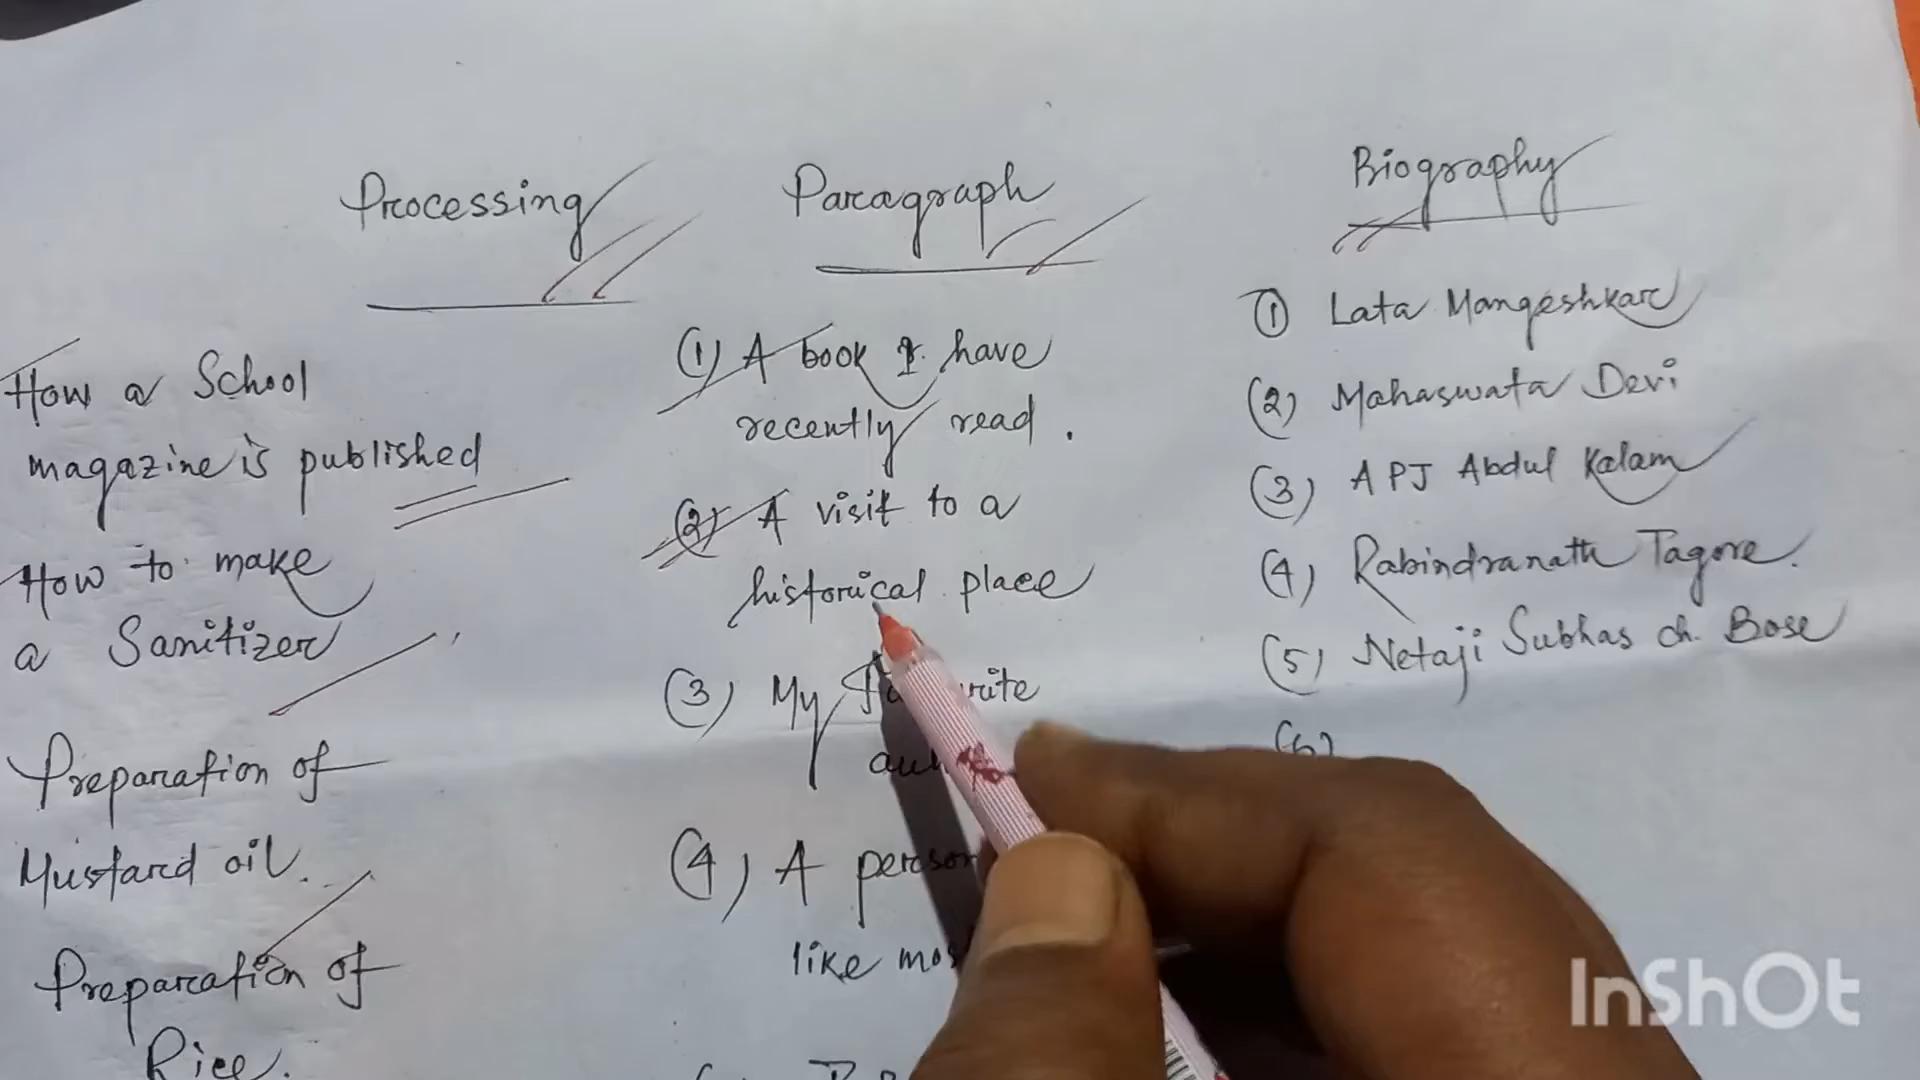 Processing
How a School
magazine is published
How to make
a Sanitizer
Preparation of
Mustard oil.
Preparation of
Rice.
Paragraph
(1) A book I have
recently read.
(2) A visit to a
historical place
(3) My
(4) A person
like
Biography
(1) Lata Mangeshkar
(2) Mahaswata Devi
(3) APJ Abdul Kalam
(4) Rabindranath Tagore.
(5) Netaji Subhas ch. Bose
(6)
InShOt